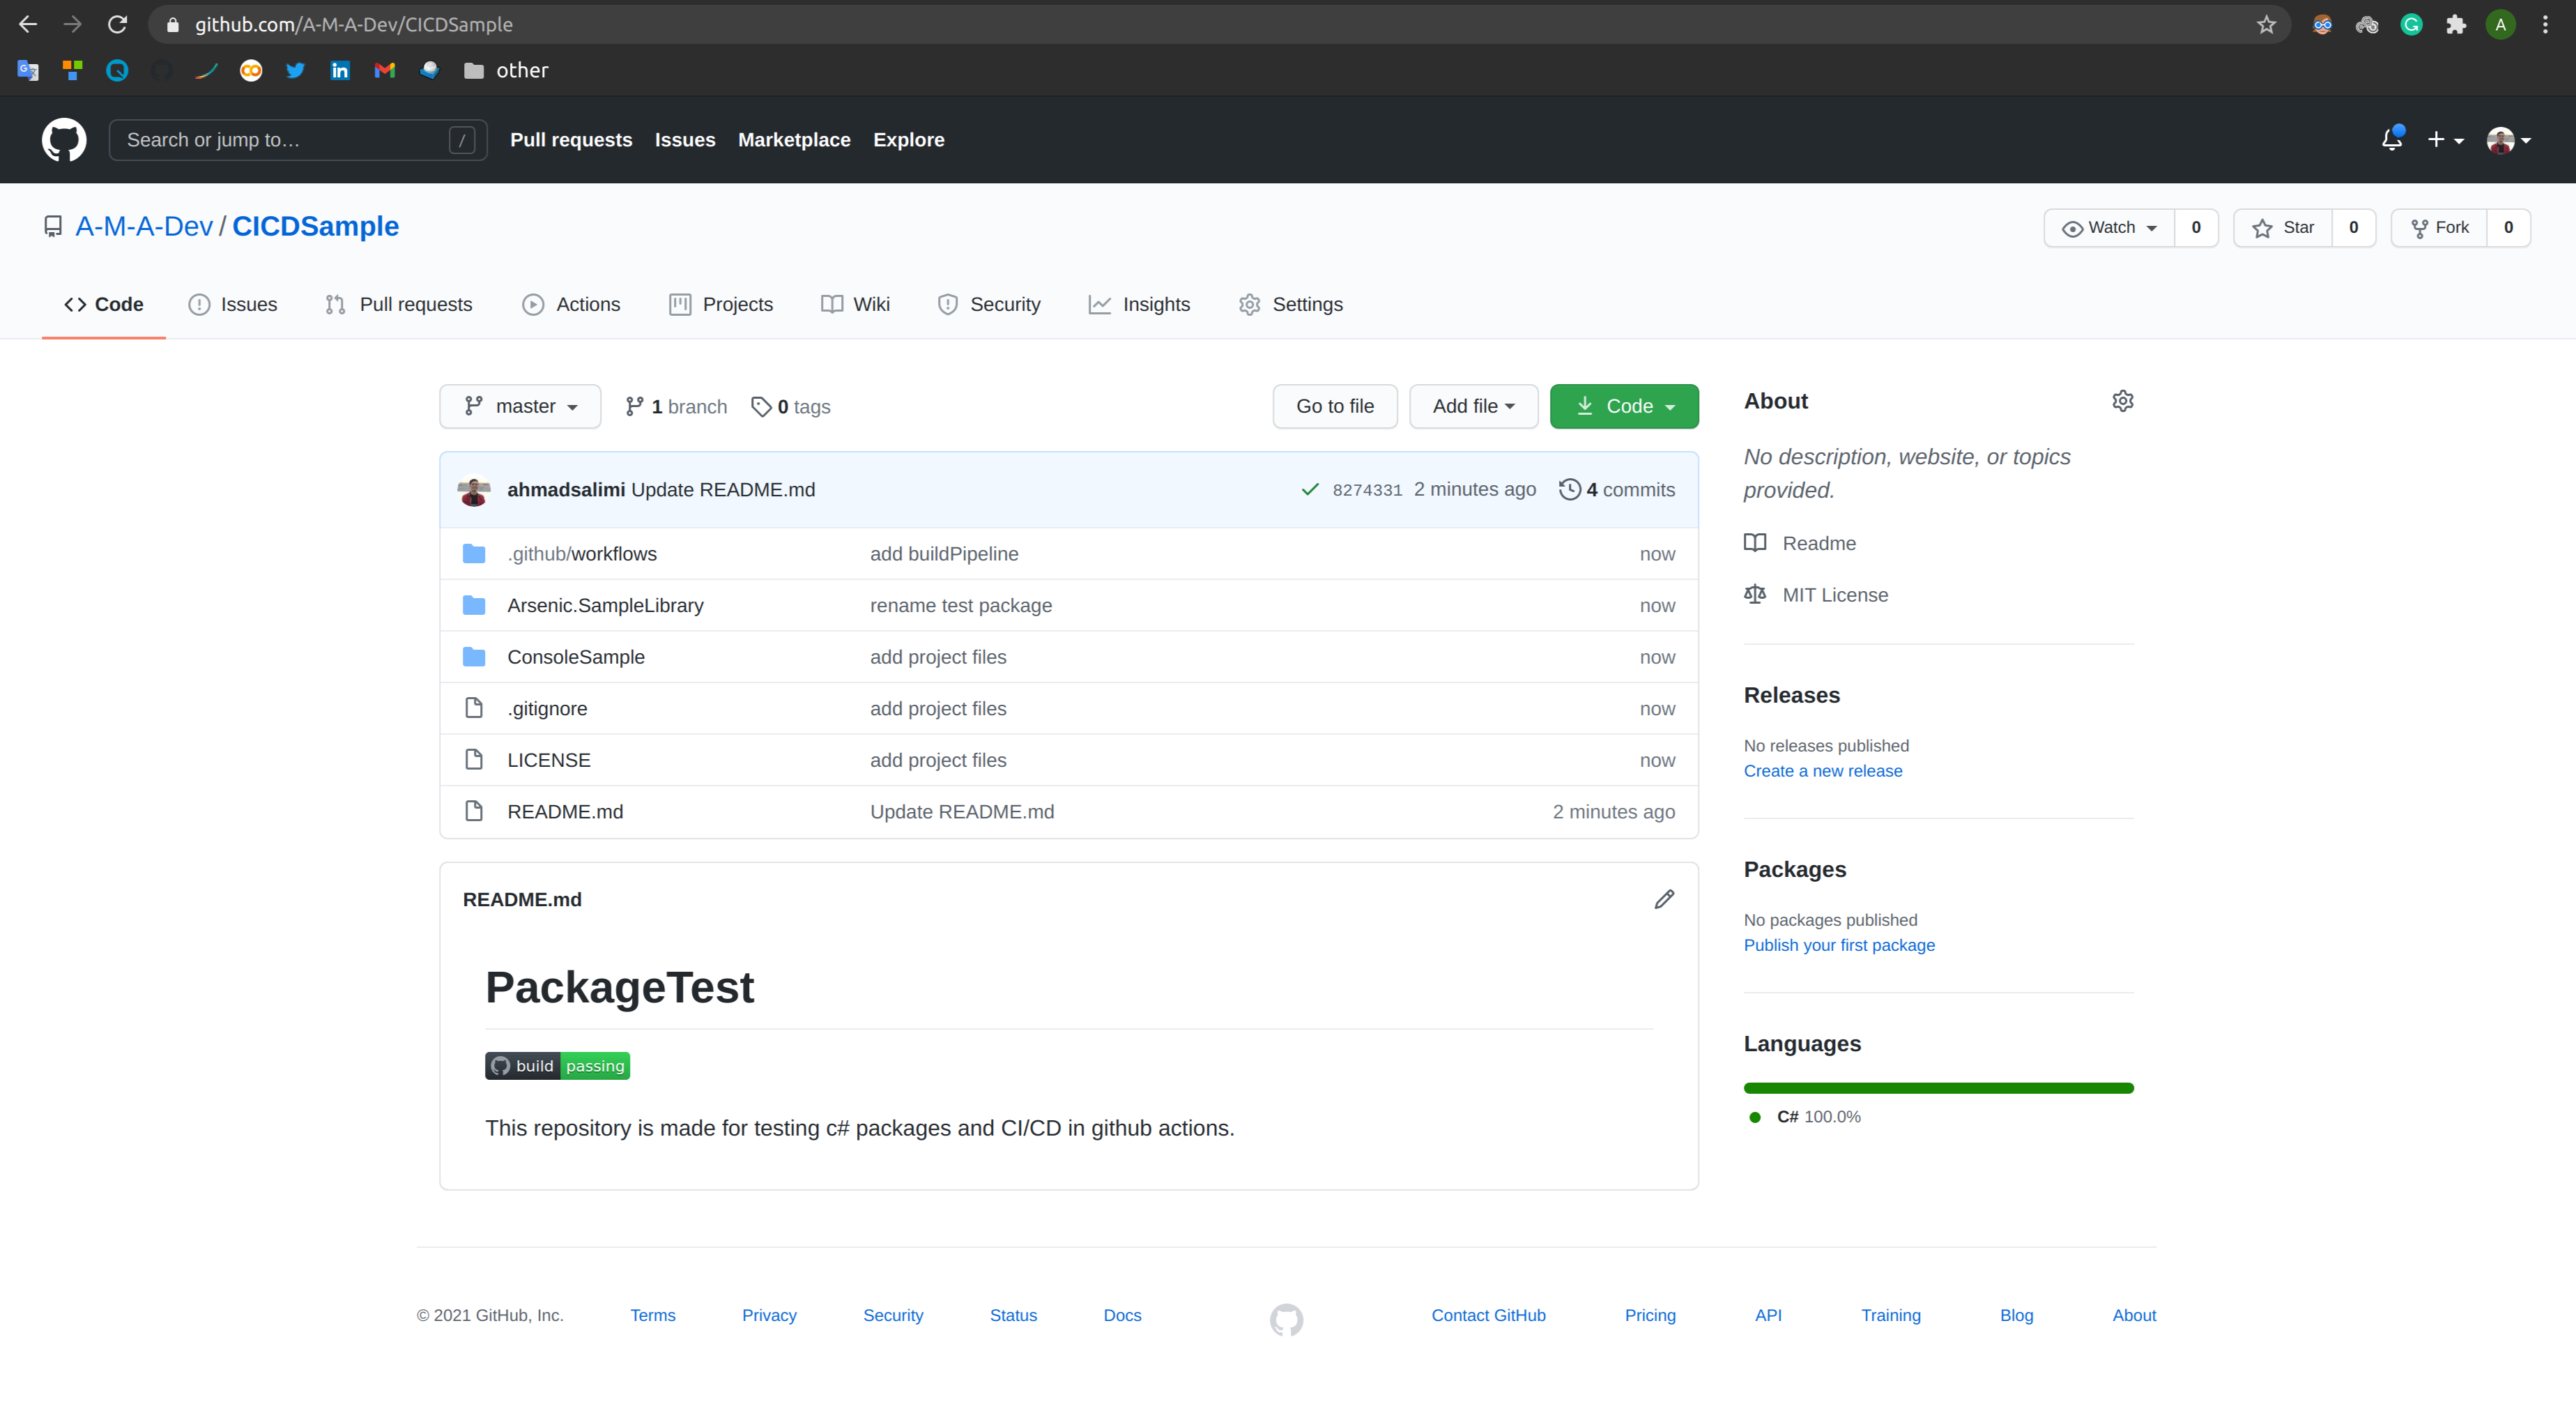 github.com/A-M-A-Dev/CICDSample
A
other
Search or jump to…
/
Pull requests Issues Marketplace Explore
A-M-A-Dev / CICDSample
Watch 0 Star 0 Fork 0
Code Issues Pull requests Actions Projects Wiki Security Insights Settings
master 1 branch 0 tags Go to file Add file Code
ahmadsalimi Update README.md 8274331 2 minutes ago 4 commits
.github/workflows add buildPipeline now
Arsenic.SampleLibrary rename test package now
ConsoleSample add project files now
.gitignore add project files now
LICENSE add project files now
README.md Update README.md 2 minutes ago
README.md
PackageTest
build passing
This repository is made for testing c# packages and CI/CD in github actions.
About
No description, website, or topics
provided.
Readme
MIT License
Releases
No releases published
Create a new release
Packages
No packages published
Publish your first package
Languages
C# 100.0%
© 2021 GitHub, Inc. Terms Privacy Security Status Docs Contact GitHub Pricing API Training Blog About